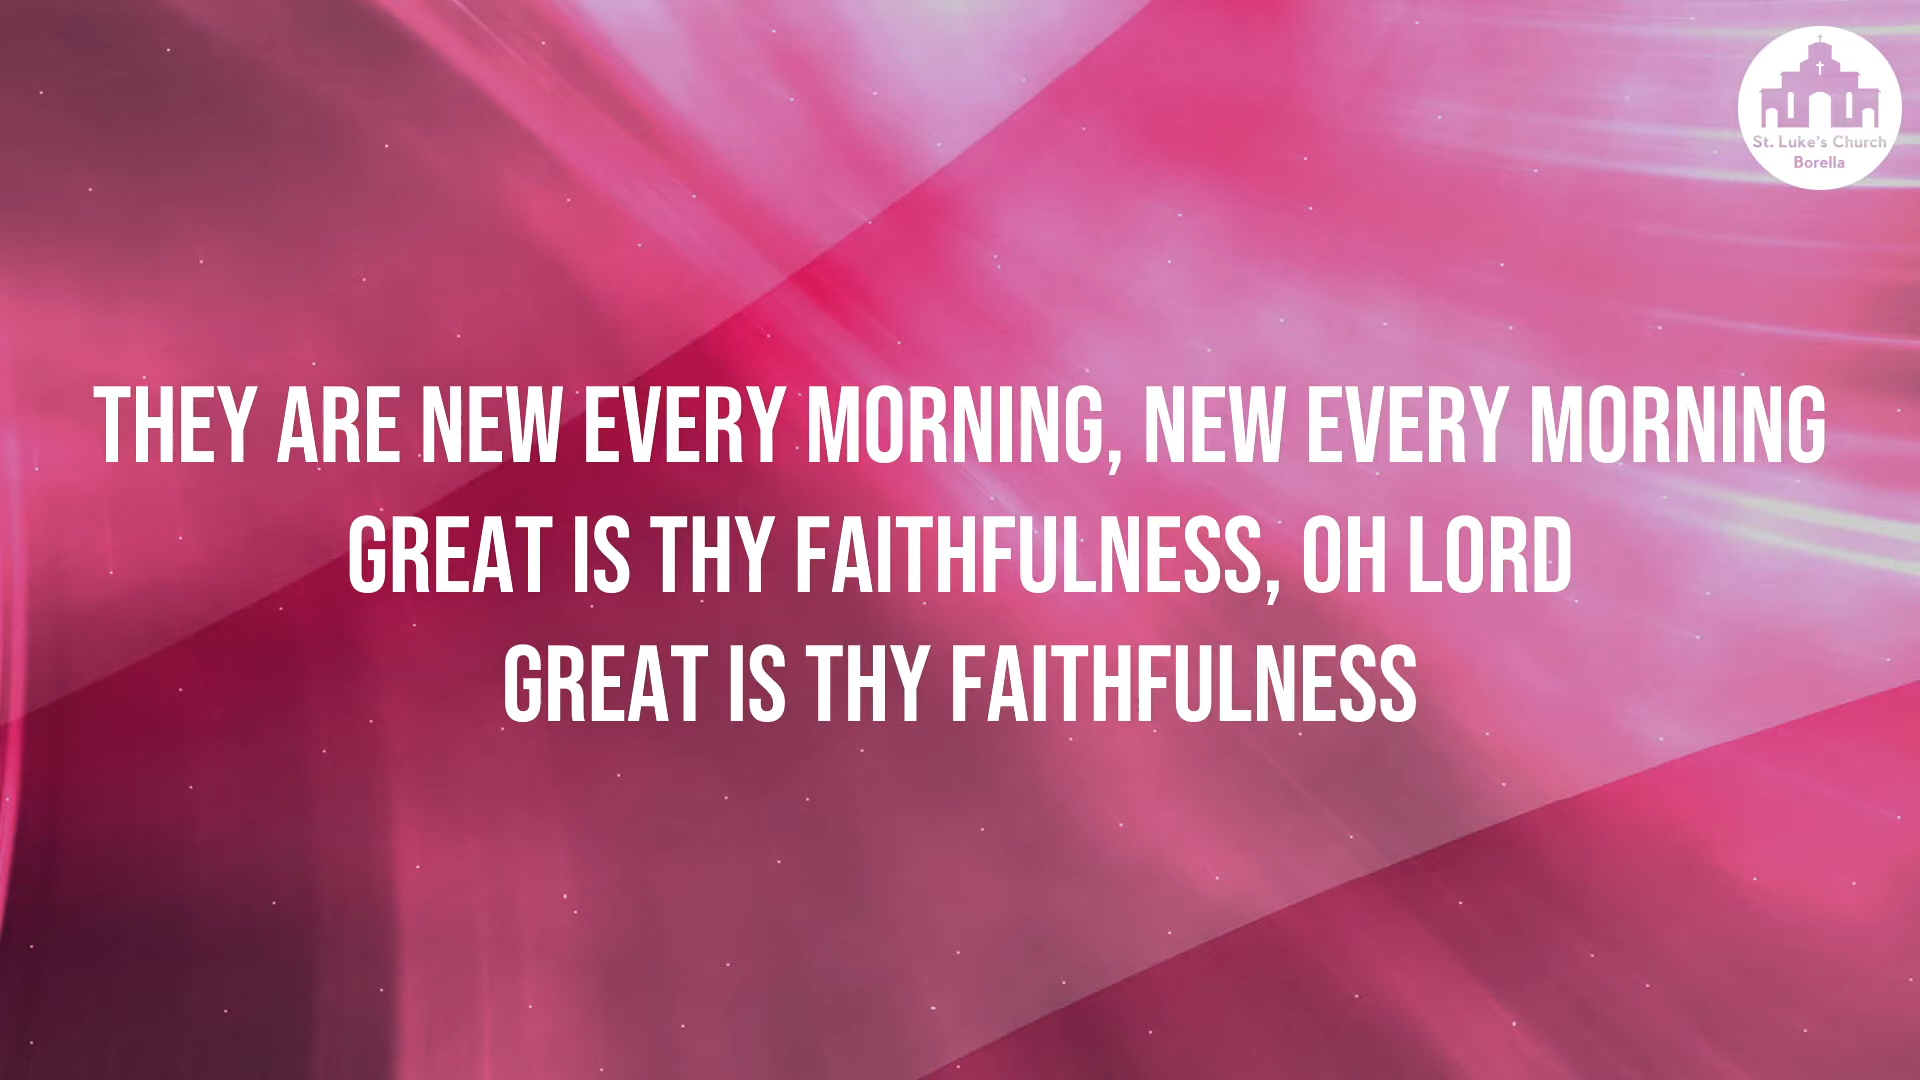 St. Luke's Church
Borella
THEY ARE NEW EVERY MORNING, NEW EVERY MORNING
GREAT IS THY FAITHFULNESS, OH LORD
GREAT IS THY FAITHFULNESS